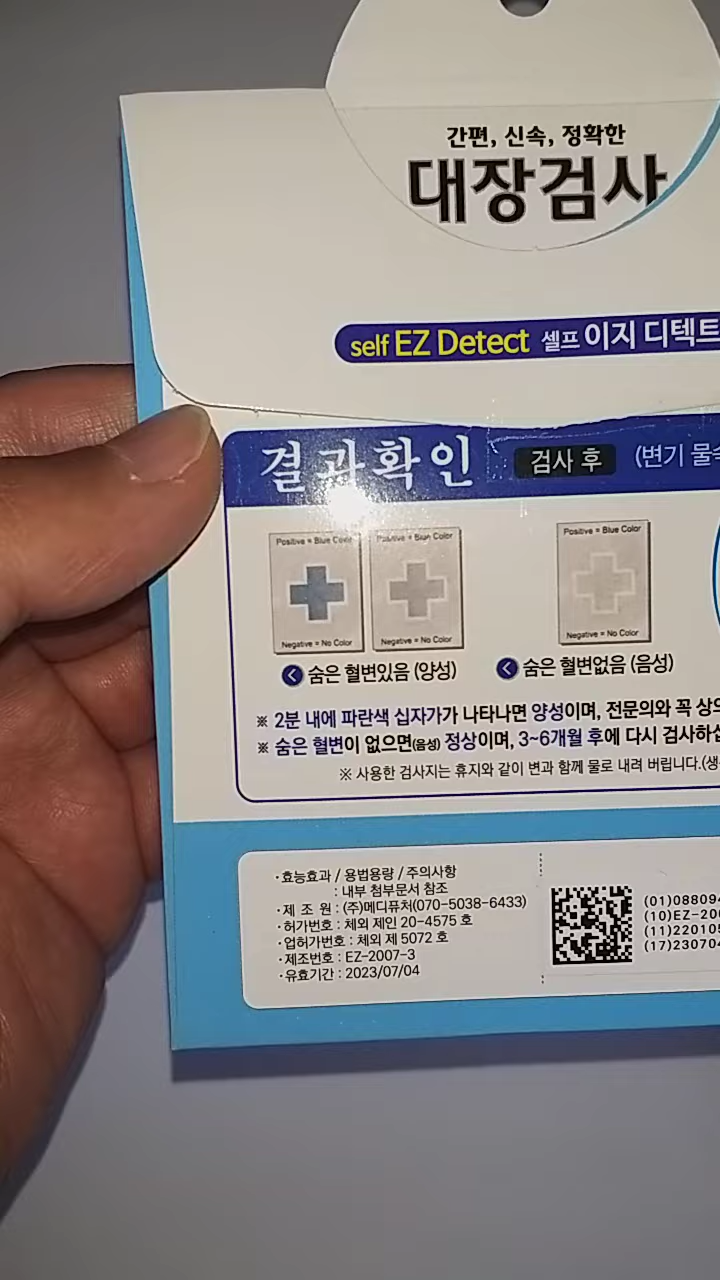 간편, 신속, 정확한
대장검사
self EZ Detect 셀프 이지 디텍트
결과확인 검사 후 (변기 물속
Positive = Blue Color Positive = Blue Color Positive = Blue Color
Negative = No Color Negative = No Color Negative = No Color
숨은 혈변있음 (양성) 숨은 혈변없음 (음성)
※ 2분 내에 파란색 십자가가 나타나면 양성이며, 전문의와 꼭 상의
※ 숨은 혈변이 없으면(음성) 정상이며, 3~6개월 후에 다시 검사하십
※ 사용한 검사지는 휴지와 같이 변과 함께 물로 내려 버립니다.(생
·효능효과 / 용법용량 / 주의사항
: 내부 첨부문서 참조
·제 조 원 : (주)메디퓨처(070-5038-6433)
·허가번호 : 체외 제인 20-4575 호
·업허가번호 : 체외 제 5072 호
·제조번호 : EZ-2007-3
·유효기간 : 2023/07/04
(01)088094
(10)EZ-200
(11)220105
(17)230704